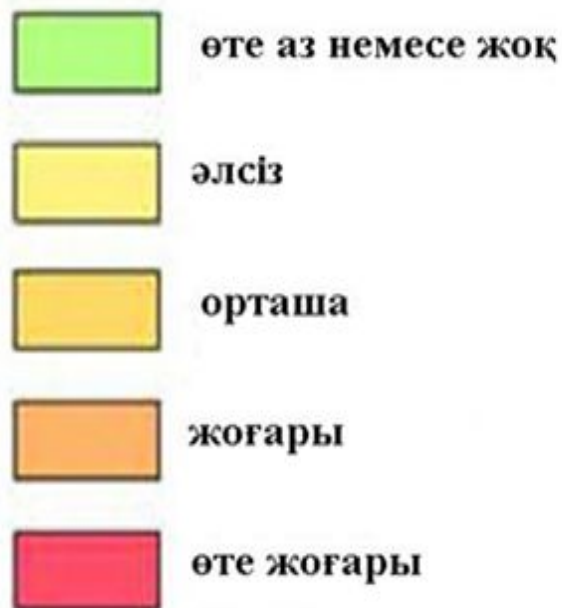 өте аз немесе жоқ
әлсіз
орташа
жоғары
өте жоғары